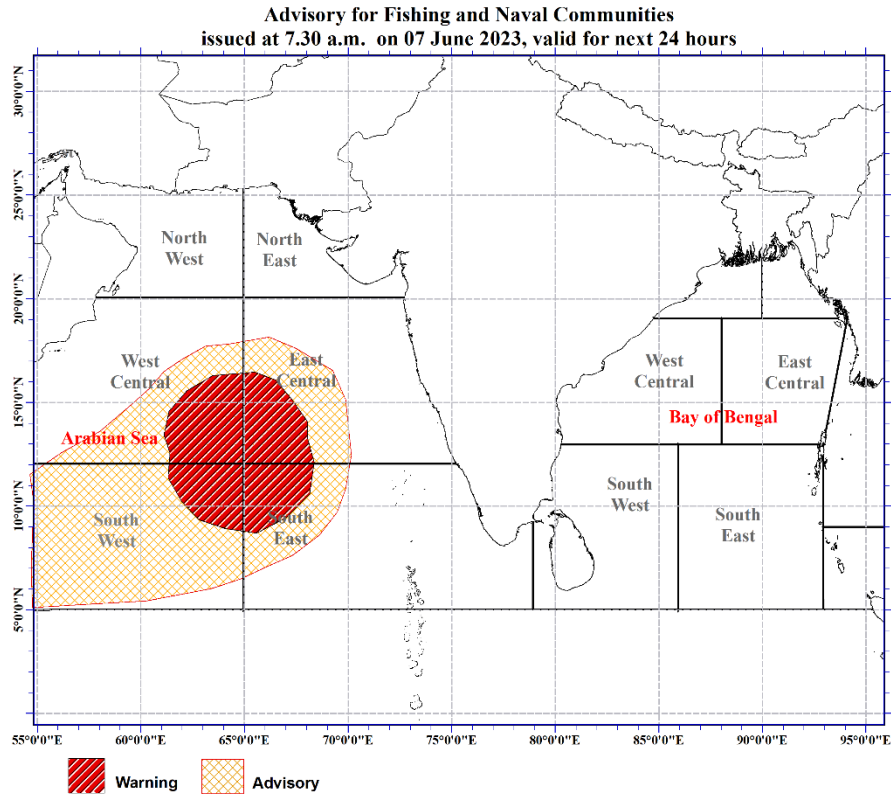 Advisory for Fishing and Naval Communities
issued at 7.30 a.m. on 07 June 2023, valid for next 24 hours
30°0'0"N
25°0'0"N
20°0'0"N
15°0'0"N
10°0'0"N
5°0'0"N
North
West
North
East
West
Central
East
Central
Arabian Sea
South
West
South
East
West
Central
East
Central
Bay of Bengal
South
West
South
East
55°0'0"E
60°0'0"E
65°0'0"E
70°0'0"E
75°0'0"E
80°0'0"E
85°0'0"E
90°0'0"E
95°0'0"E
Warning
Advisory